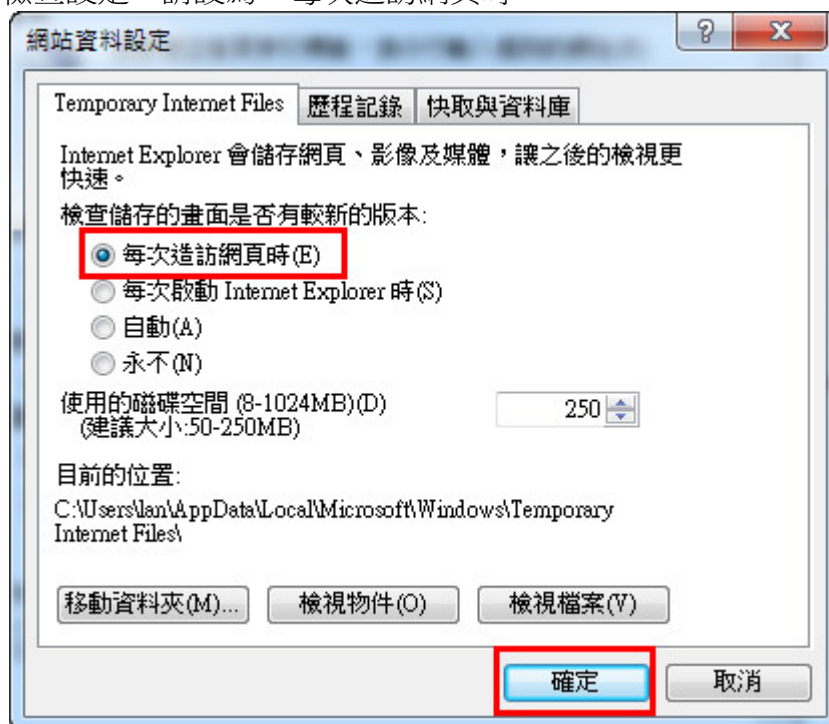 網站資料設定
Temporary Internet Files 歷程記錄 快取與資料庫
Internet Explorer 會儲存網頁、影像及媒體，讓之後的檢視更
快速。
檢查儲存的畫面是否有較新的版本:
每次造訪網頁時(E)
每次啟動 Internet Explorer 時(S)
自動(A)
永不(N)
使用的磁碟空間 (8-1024MB)(D) 250
(建議大小:50-250MB)
目前的位置:
C:\Users\lan\AppData\Local\Microsoft\Windows\Temporary
Internet Files\
移動資料夾(M)... 檢視物件(O) 檢視檔案(V)
確定 取消